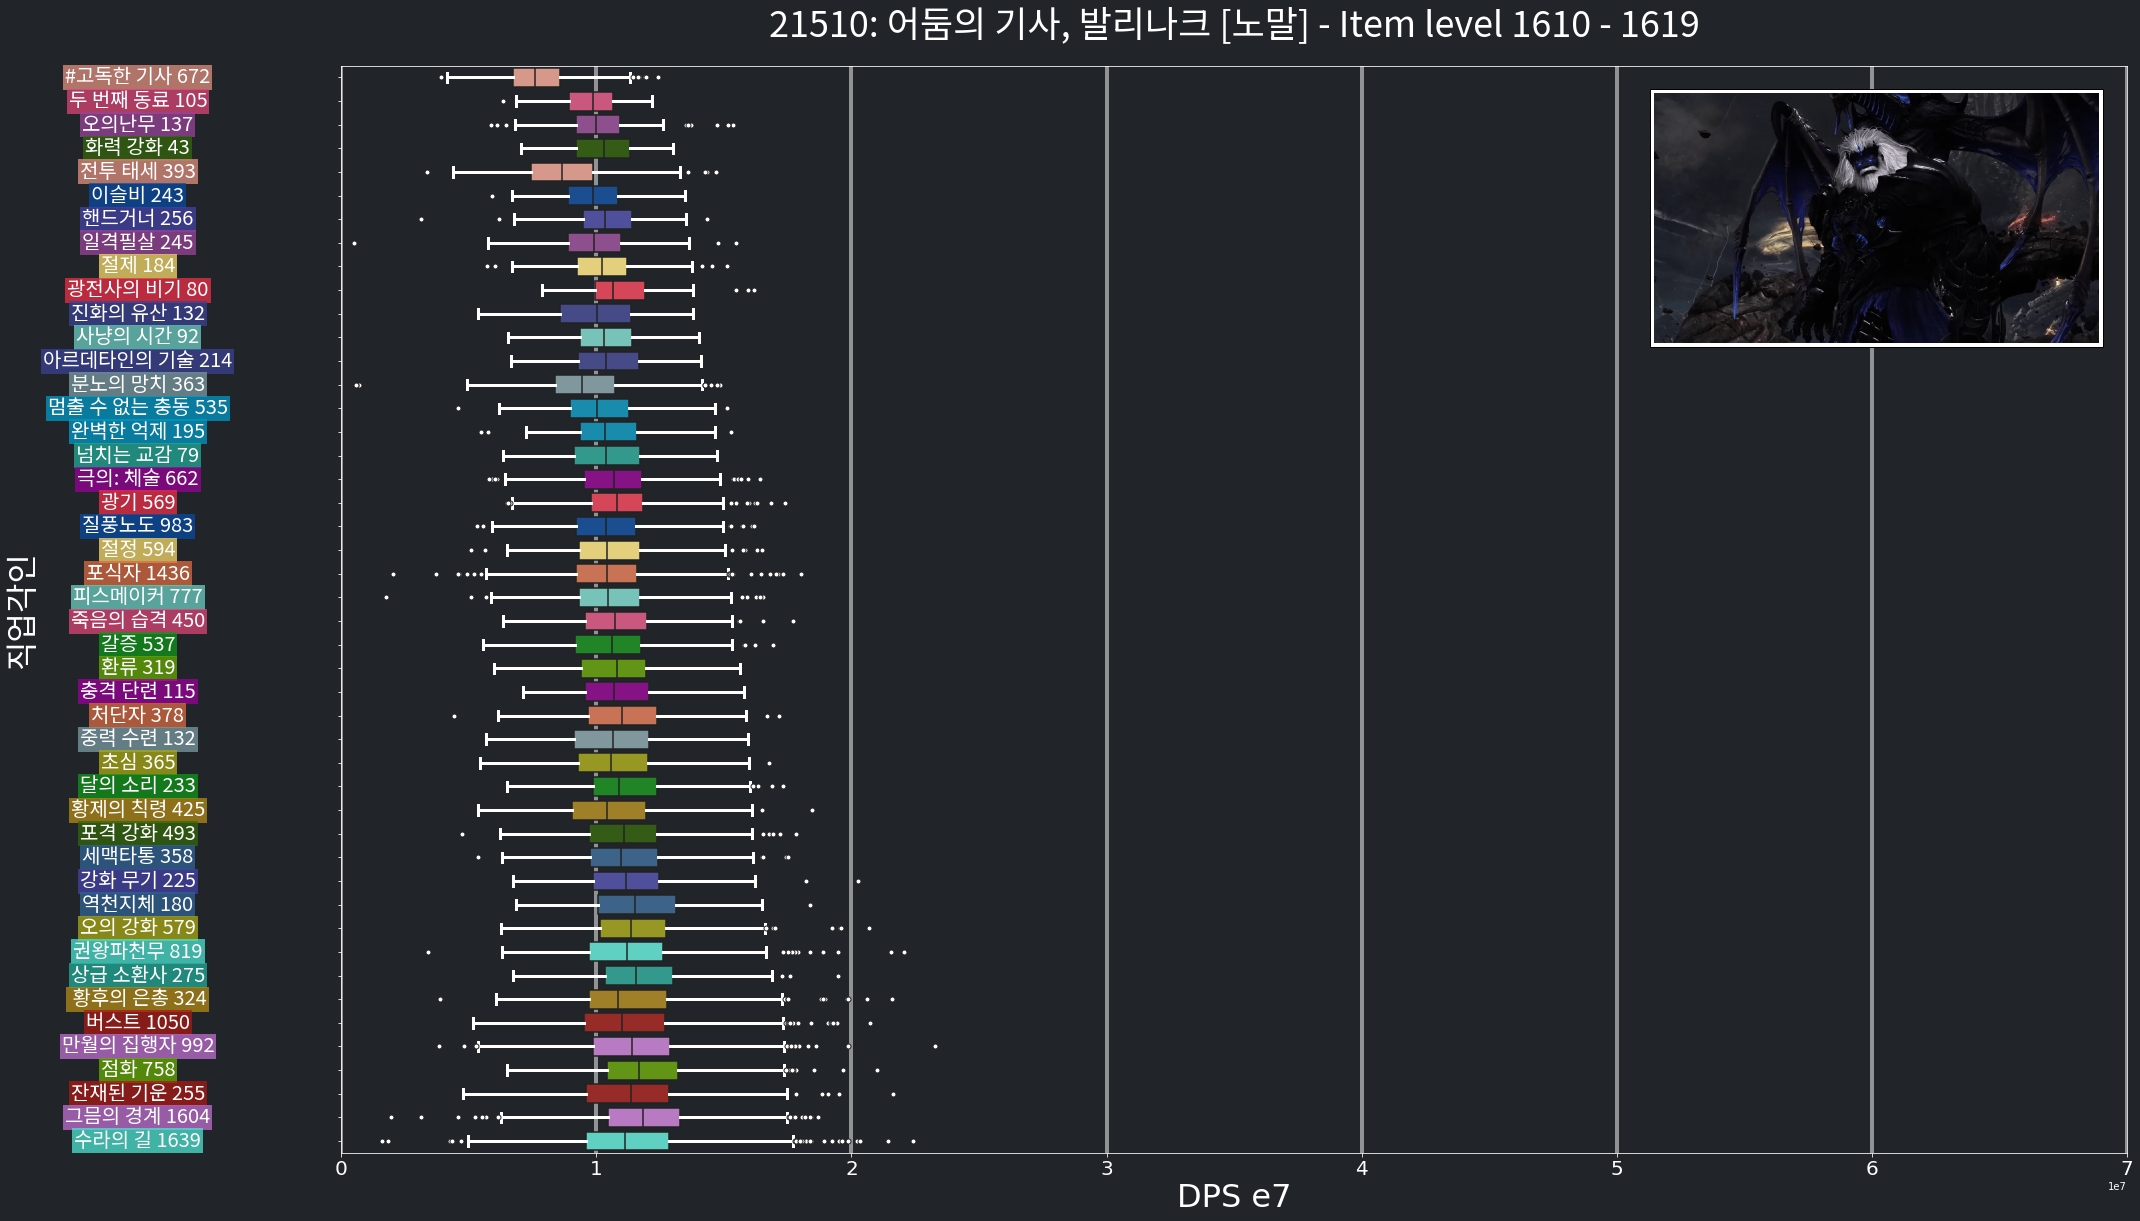 21510: 어둠의 기사, 발리나크 [노말] - Item level 1610 - 1619
#고독한 기사 672
두 번째 동료 105
오의난무 137
화력 강화 43
전투 태세 393
이슬비 243
핸드거너 256
일격필살 245
절제 184
광전사의 비기 80
진화의 유산 132
사냥의 시간 92
아르데타인의 기술 214
분노의 망치 363
멈출 수 없는 충동 535
완벽한 억제 195
넘치는 교감 79
극의: 체술 662
광기 569
질풍노도 983
절정 594
포식자 1436
피스메이커 777
죽음의 습격 450
갈증 537
환류 319
충격 단련 115
처단자 378
중력 수련 132
초심 365
달의 소리 233
황제의 칙령 425
포격 강화 493
세맥타통 358
강화 무기 225
역천지체 180
오의 강화 579
권왕파천무 819
상급 소환사 275
황후의 은총 324
버스트 1050
만월의 집행자 992
점화 758
잔재된 기운 255
그믐의 경계 1604
수라의 길 1639
직업각인
0 1 2 3 4 5 6 7
DPS e7
1e7